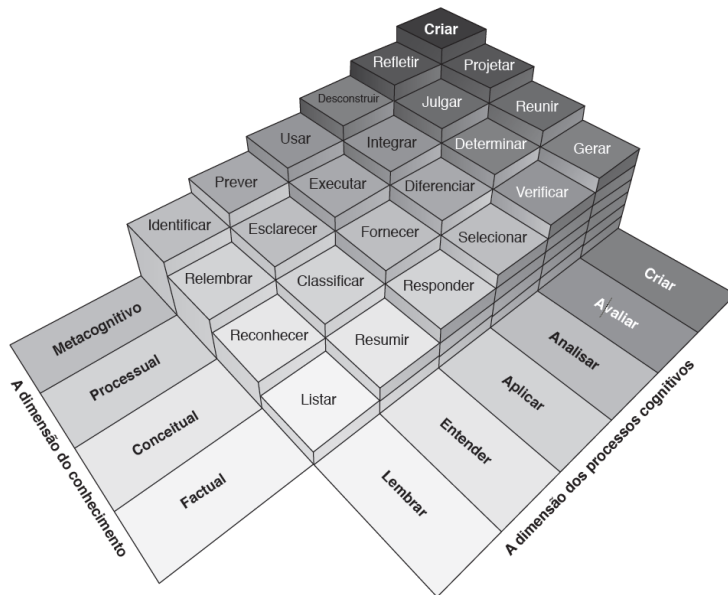 Criar
Refletir
Projetar
Desconstruir
Julgar
Reunir
Usar
Integrar
Determinar
Gerar
Prever
Executar
Diferenciar
Verificar
Identificar
Esclarecer
Fornecer
Selecionar
Relembrar
Classificar
Responder
Reconhecer
Resumir
Listar
Metacognitivo
Processual
Conceitual
Factual
A dimensão do conhecimento
Criar
Avaliar
Analisar
Aplicar
Entender
Lembrar
A dimensão dos processos cognitivos